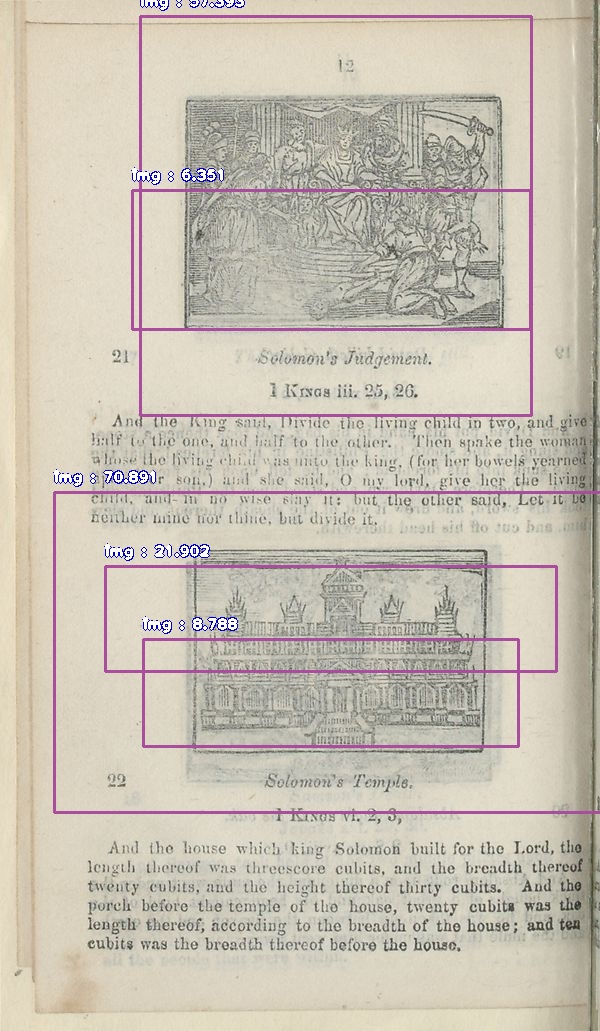 img : 57.393
12
img : 6.351
21
Solomon's Judgement.
1 KINGS iii. 25, 26.
And the King said, Divide the living child in two, and give
half to the one, and half to the other. Then spake the woman
whose the living child was unto the king, (for her bowels yearned
her son,) and she said, O my lord, give her the living
img : 70.891
child, and in no wise slay it: but the other said, Let it be
neither mine nor thine, but divide it.
img : 21.902
img : 8.788
22
Solomon's Temple.
1 KINGS vi. 2, 3,
And the house which king Solomon built for the Lord, the
length thereof was threescore cubits, and the breadth thereof
twenty cubits, and the height thereof thirty cubits. And the
porch before the temple of the house, twenty cubits was the
length thereof, according to the breadth of the house; and ten
cubits was the breadth thereof before the house.